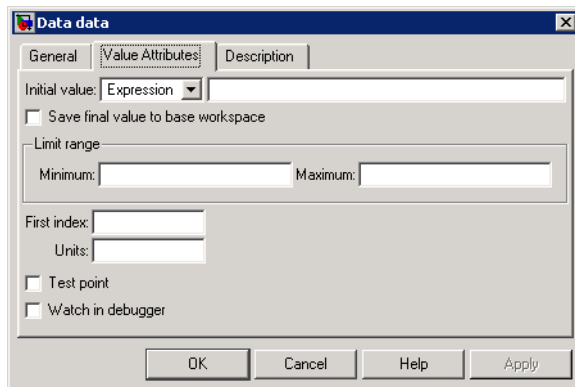 Data data
General Value Attributes Description
Initial value: Expression
Save final value to base workspace
Limit range
Minimum: Maximum:
First index:
Units:
Test point
Watch in debugger
OK Cancel Help Apply